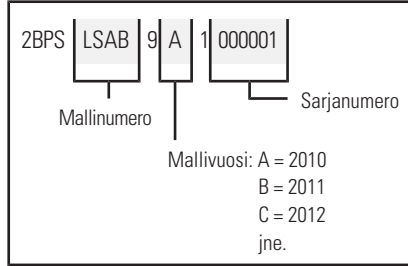 2BPS LSAB 9 A 1 000001
Sarjanumero
Mallinumero
Mallivuosi: A = 2010
B = 2011
C = 2012
jne.